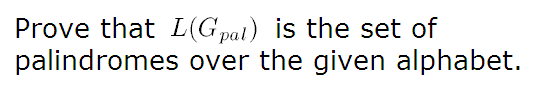 Prove that L(G_pal) is the set of
palindromes over the given alphabet.